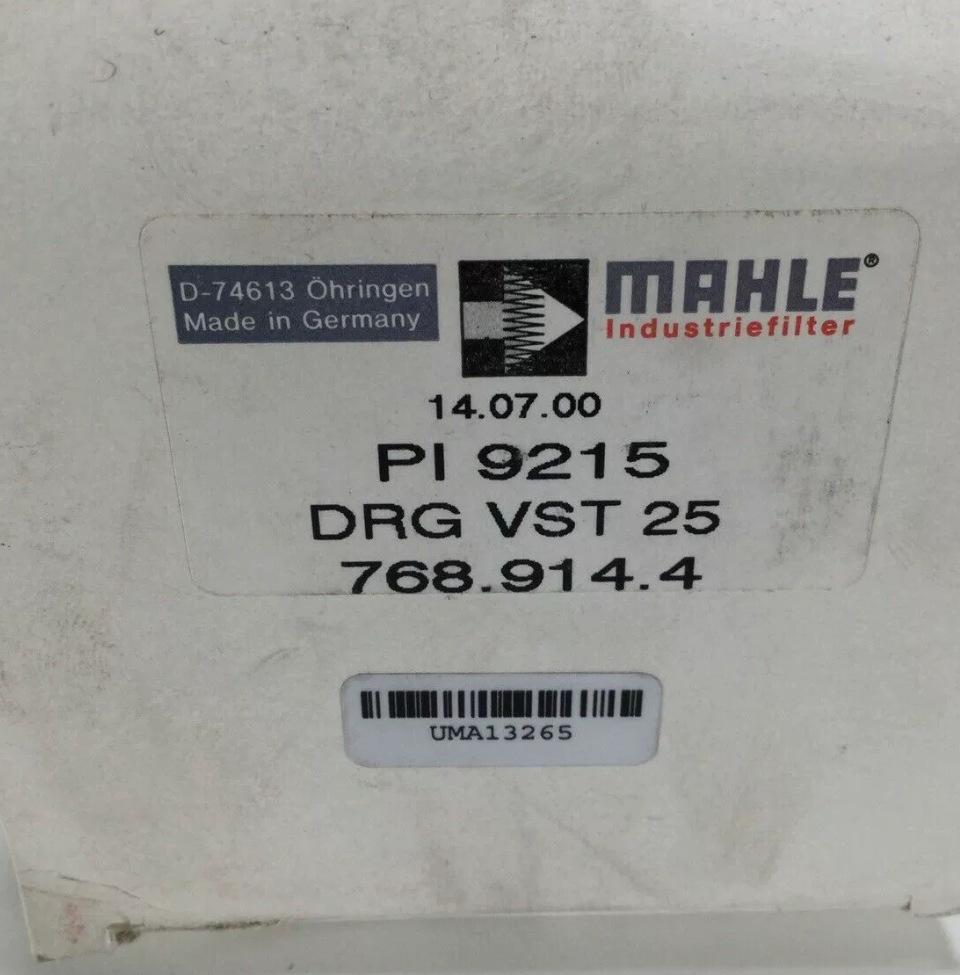 D-74613 Öhringen
Made in Germany
MAHLE®
Industriefilter
14.07.00
PI 9215
DRG VST 25
768.914.4
UMA13265